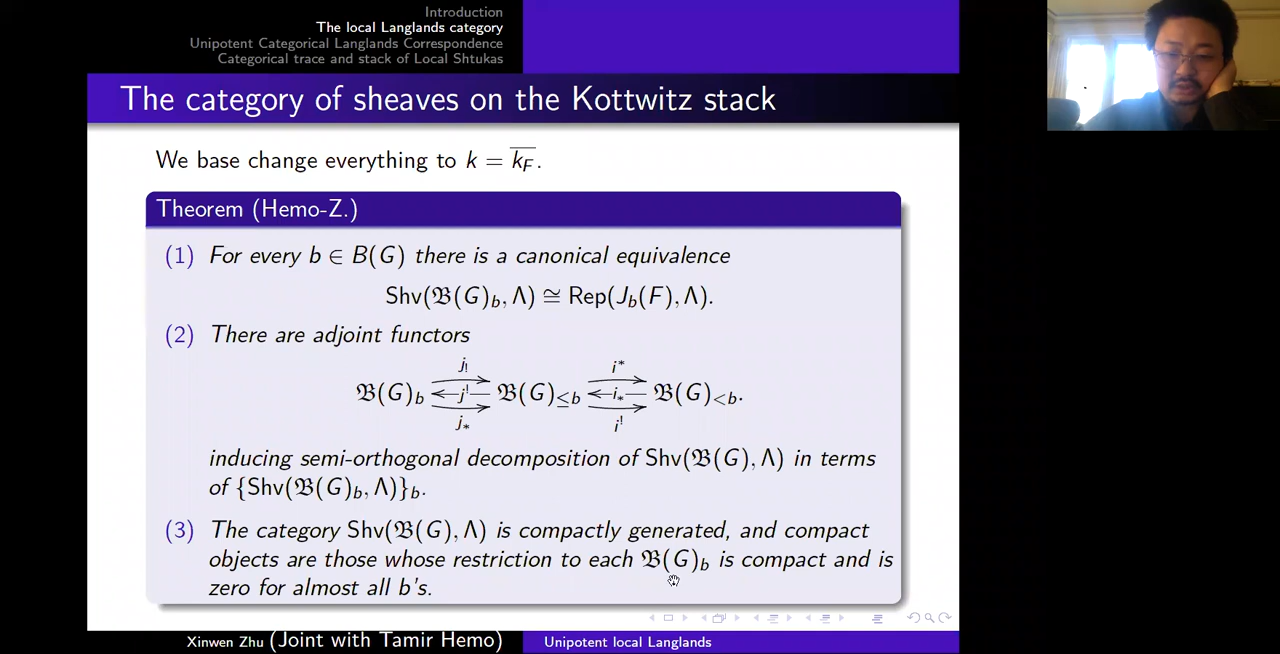 Introduction
The local Langlands category
Unipotent Categorical Langlands Correspondence
Categorical trace and stack of Local Shtukas
The category of sheaves on the Kottwitz stack
We base change everything to k = \overline{k_F}.
Theorem (Hemo-Z.)
(1) For every b ∈ B(G) there is a canonical equivalence
Shv(𝔅(G)_b, Λ) ≅ Rep(J_b(F), Λ).
(2) There are adjoint functors
j_! i^*
𝔅(G)_b j^! 𝔅(G)_{≤b} i_* 𝔅(G)_{<b}.
j_* i^!
inducing semi-orthogonal decomposition of Shv(𝔅(G), Λ) in terms
of {Shv(𝔅(G)_b, Λ)}_b.
(3) The category Shv(𝔅(G), Λ) is compactly generated, and compact
objects are those whose restriction to each 𝔅(G)_b is compact and is
zero for almost all b's.
Xinwen Zhu (Joint with Tamir Hemo) Unipotent local Langlands